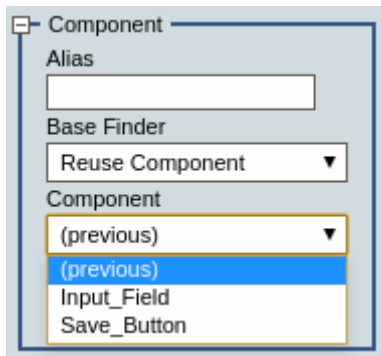 Component
Alias
Base Finder
Reuse Component
Component
(previous)
(previous)
Input_Field
Save_Button